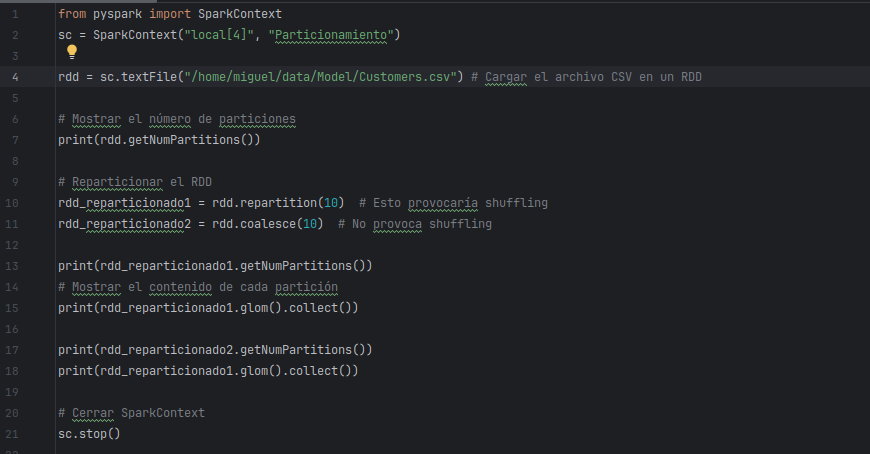 1 from pyspark import SparkContext
2 sc = SparkContext("local[4]", "Particionamiento")
3
4 rdd = sc.textFile("/home/miguel/data/Model/Customers.csv") # Cargar el archivo CSV en un RDD
5
6 # Mostrar el número de particiones
7 print(rdd.getNumPartitions())
8
9 # Reparticionar el RDD
10 rdd_reparticionado1 = rdd.repartition(10)  # Esto provocaria shuffling
11 rdd_reparticionado2 = rdd.coalesce(10)  # No provoca shuffling
12
13 print(rdd_reparticionado1.getNumPartitions())
14 # Mostrar el contenido de cada partición
15 print(rdd_reparticionado1.glom().collect())
16
17 print(rdd_reparticionado2.getNumPartitions())
18 print(rdd_reparticionado1.glom().collect())
19
20 # Cerrar SparkContext
21 sc.stop()